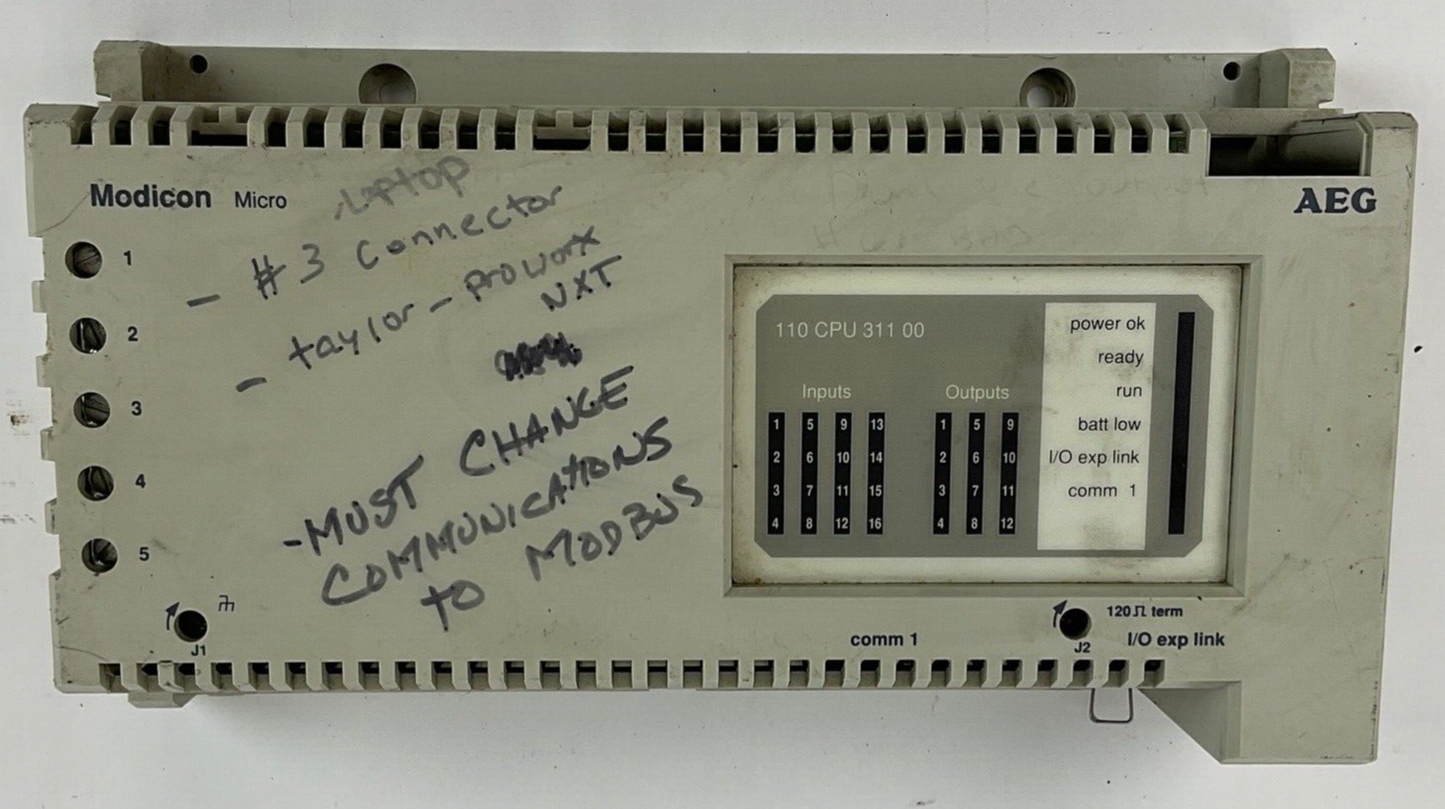 Modicon Micro
AEG
Laptop
- #3 Connector
- taylor - Proworx
NXT
- MUST CHANGE
COMMUNICATIONS
to MODBUS
1
2
3
4
5
J1
110 CPU 311 00
Inputs
1 5 9 13
2 6 10 14
3 7 11 15
4 8 12 16
Outputs
1 5 9
2 6 10
3 7 11
4 8 12
power ok
ready
run
batt low
I/O exp link
comm 1
comm 1
J2
120 Ω term
I/O exp link